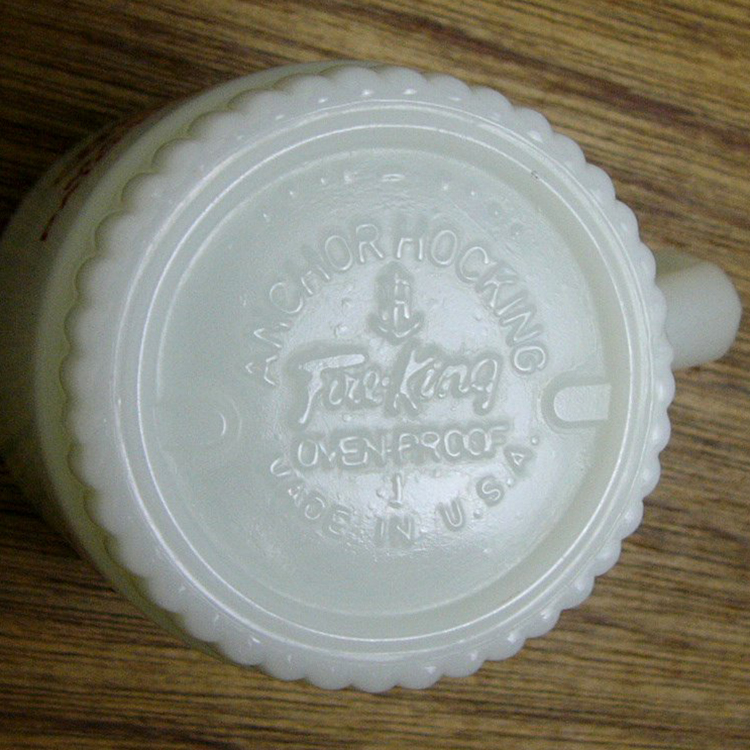 ANCHOR HOCKING
H
Fire-King
OVEN-PROOF
1
MADE IN U.S.A.